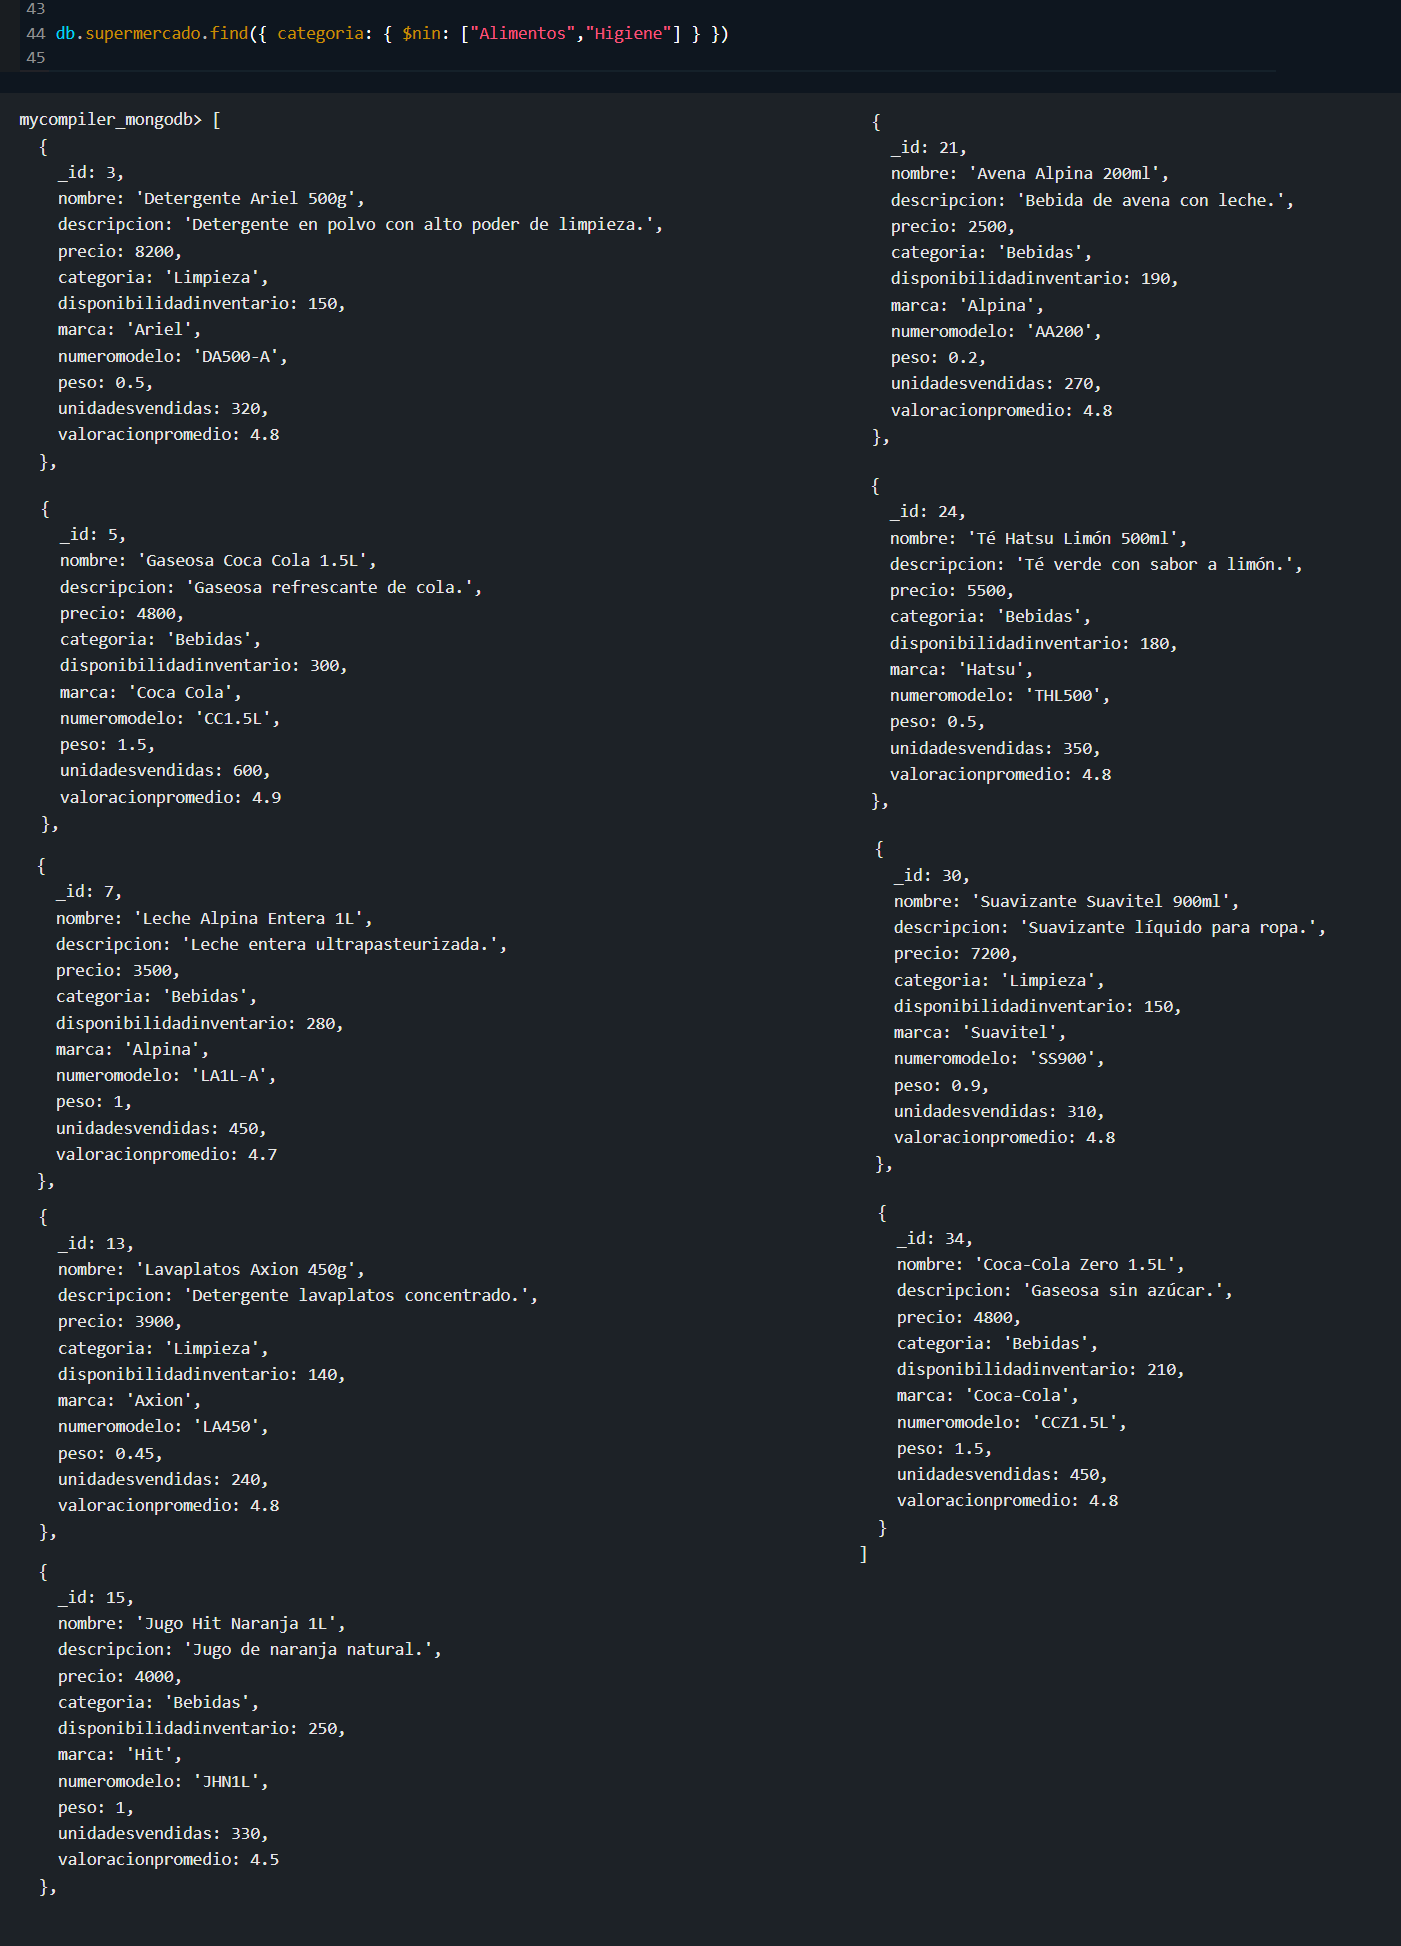 43
44 db.supermercado.find({ categoria: { $nin: ["Alimentos","Higiene"] } })
45
mycompiler_mongodb> [
{
_id: 3,
nombre: 'Detergente Ariel 500g',
descripcion: 'Detergente en polvo con alto poder de limpieza.',
precio: 8200,
categoria: 'Limpieza',
disponibilidadinventario: 150,
marca: 'Ariel',
numeromodelo: 'DA500-A',
peso: 0.5,
unidadesvendidas: 320,
valoracionpromedio: 4.8
},
{
_id: 5,
nombre: 'Gaseosa Coca Cola 1.5L',
descripcion: 'Gaseosa refrescante de cola.',
precio: 4800,
categoria: 'Bebidas',
disponibilidadinventario: 300,
marca: 'Coca Cola',
numeromodelo: 'CC1.5L',
peso: 1.5,
unidadesvendidas: 600,
valoracionpromedio: 4.9
},
{
_id: 7,
nombre: 'Leche Alpina Entera 1L',
descripcion: 'Leche entera ultrapasteurizada.',
precio: 3500,
categoria: 'Bebidas',
disponibilidadinventario: 280,
marca: 'Alpina',
numeromodelo: 'LA1L-A',
peso: 1,
unidadesvendidas: 450,
valoracionpromedio: 4.7
},
{
_id: 13,
nombre: 'Lavaplatos Axion 450g',
descripcion: 'Detergente lavaplatos concentrado.',
precio: 3900,
categoria: 'Limpieza',
disponibilidadinventario: 140,
marca: 'Axion',
numeromodelo: 'LA450',
peso: 0.45,
unidadesvendidas: 240,
valoracionpromedio: 4.8
},
{
_id: 15,
nombre: 'Jugo Hit Naranja 1L',
descripcion: 'Jugo de naranja natural.',
precio: 4000,
categoria: 'Bebidas',
disponibilidadinventario: 250,
marca: 'Hit',
numeromodelo: 'JHN1L',
peso: 1,
unidadesvendidas: 330,
valoracionpromedio: 4.5
},
{
_id: 21,
nombre: 'Avena Alpina 200ml',
descripcion: 'Bebida de avena con leche.',
precio: 2500,
categoria: 'Bebidas',
disponibilidadinventario: 190,
marca: 'Alpina',
numeromodelo: 'AA200',
peso: 0.2,
unidadesvendidas: 270,
valoracionpromedio: 4.8
},
{
_id: 24,
nombre: 'Té Hatsu Limón 500ml',
descripcion: 'Té verde con sabor a limón.',
precio: 5500,
categoria: 'Bebidas',
disponibilidadinventario: 180,
marca: 'Hatsu',
numeromodelo: 'THL500',
peso: 0.5,
unidadesvendidas: 350,
valoracionpromedio: 4.8
},
{
_id: 30,
nombre: 'Suavizante Suavitel 900ml',
descripcion: 'Suavizante líquido para ropa.',
precio: 7200,
categoria: 'Limpieza',
disponibilidadinventario: 150,
marca: 'Suavitel',
numeromodelo: 'SS900',
peso: 0.9,
unidadesvendidas: 310,
valoracionpromedio: 4.8
},
{
_id: 34,
nombre: 'Coca-Cola Zero 1.5L',
descripcion: 'Gaseosa sin azúcar.',
precio: 4800,
categoria: 'Bebidas',
disponibilidadinventario: 210,
marca: 'Coca-Cola',
numeromodelo: 'CCZ1.5L',
peso: 1.5,
unidadesvendidas: 450,
valoracionpromedio: 4.8
}
]